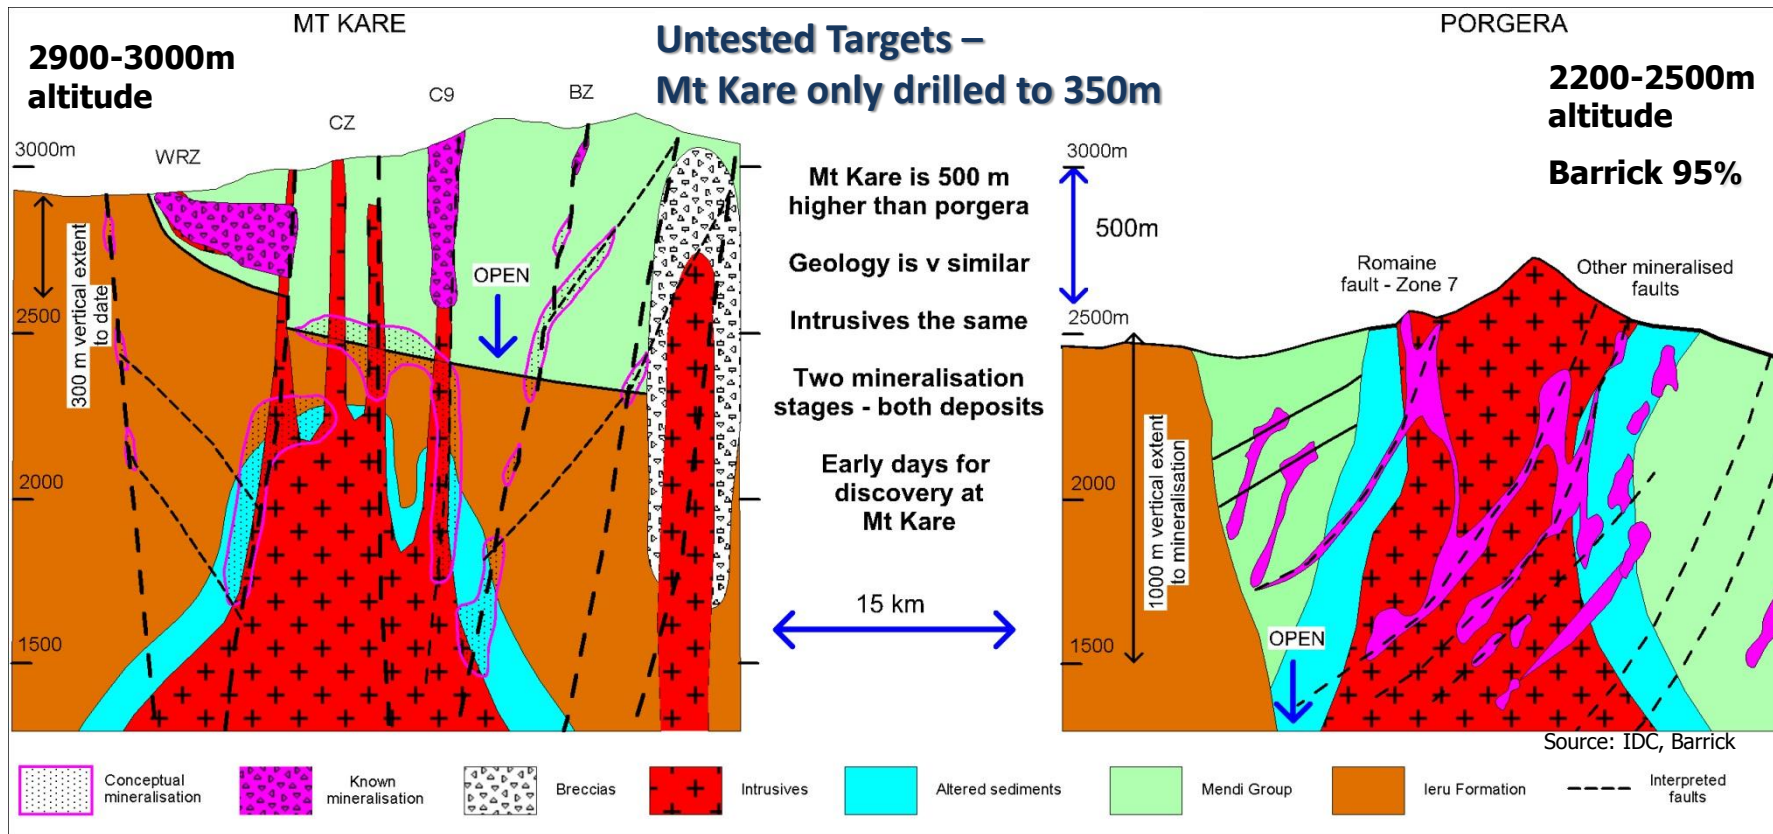 MT KARE
2900-3000m
altitude
Untested Targets –
Mt Kare only drilled to 350m
PORGERA
2200-2500m
altitude
Barrick 95%
WRZ
CZ
C9
BZ
3000m
2500
2000
1500
300 m vertical extent
to date
OPEN
Mt Kare is 500 m
higher than porgera
Geology is v similar
Intrusives the same
Two mineralisation
stages - both deposits
Early days for
discovery at
Mt Kare
15 km
3000m
500m
2500m
2000
1500
Romaine
fault - Zone 7
Other mineralised
faults
1000 m vertical extent
to mineralisation
OPEN
Source: IDC, Barrick
Conceptual
mineralisation
Known
mineralisation
Breccias
Intrusives
Altered sediments
Mendi Group
Ieru Formation
Interpreted
faults